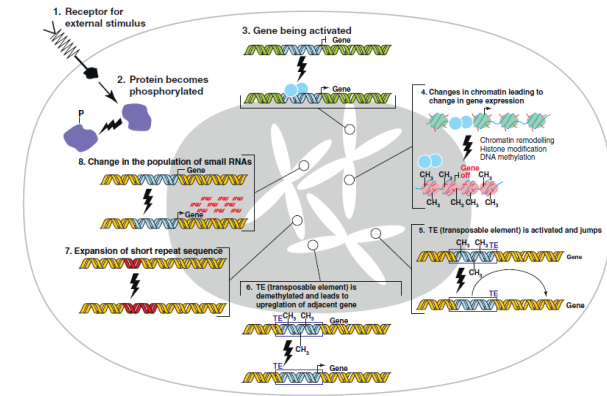 1. Receptor for
external stimulus
2. Protein becomes
phosphorylated
P
3. Gene being activated
Gene
Gene
4. Changes in chromatin leading to
change in gene expression
Chromatin remodelling
Histone modification
DNA methylation
Gene
off
CH3 CH3 CH3
CH3 CH3 CH3
5. TE (transposable element) is activated and jumps
CH3 CH3 TE
Gene
CH3
TE
Gene
6. TE (transposable element) is
demethylated and leads to
upregulation of adjacent gene
TE CH3 CH3 Gene
CH3
TE
Gene
7. Expansion of short repeat sequence
8. Change in the population of small RNAs
Gene
Gene